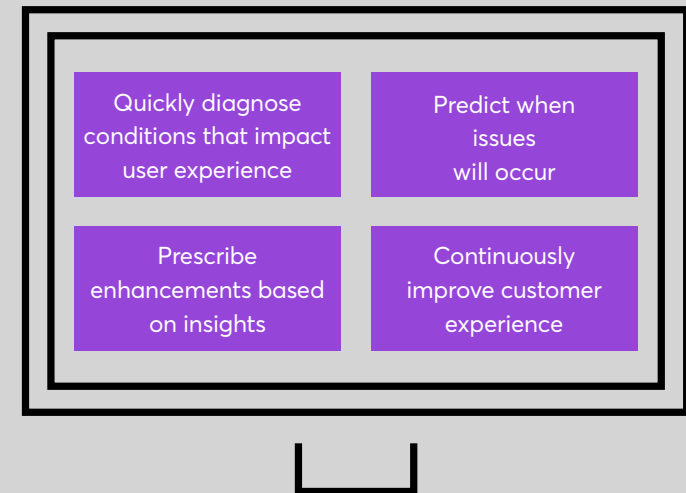 Quickly diagnose
conditions that impact
user experience
Predict when
issues
will occur
Prescribe
enhancements based
on insights
Continuously
improve customer
experience